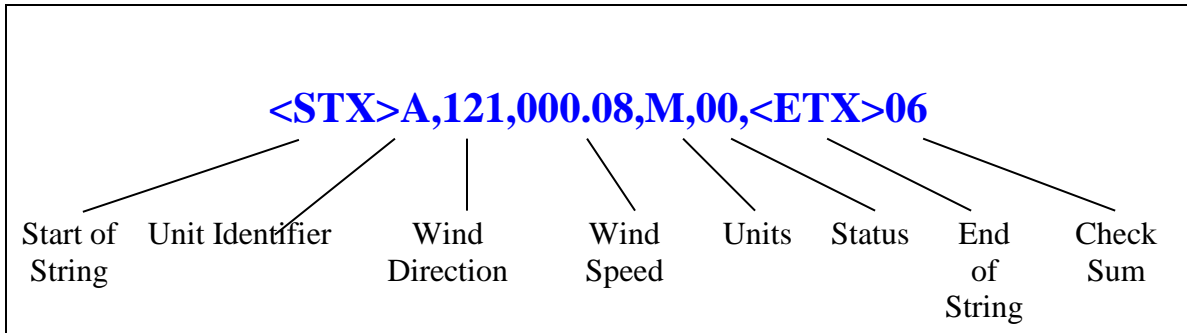 <STX>A,121,000.08,M,00,<ETX>06
Start of Unit Identifier Wind Wind Units Status End Check
String Direction Speed of Sum
String